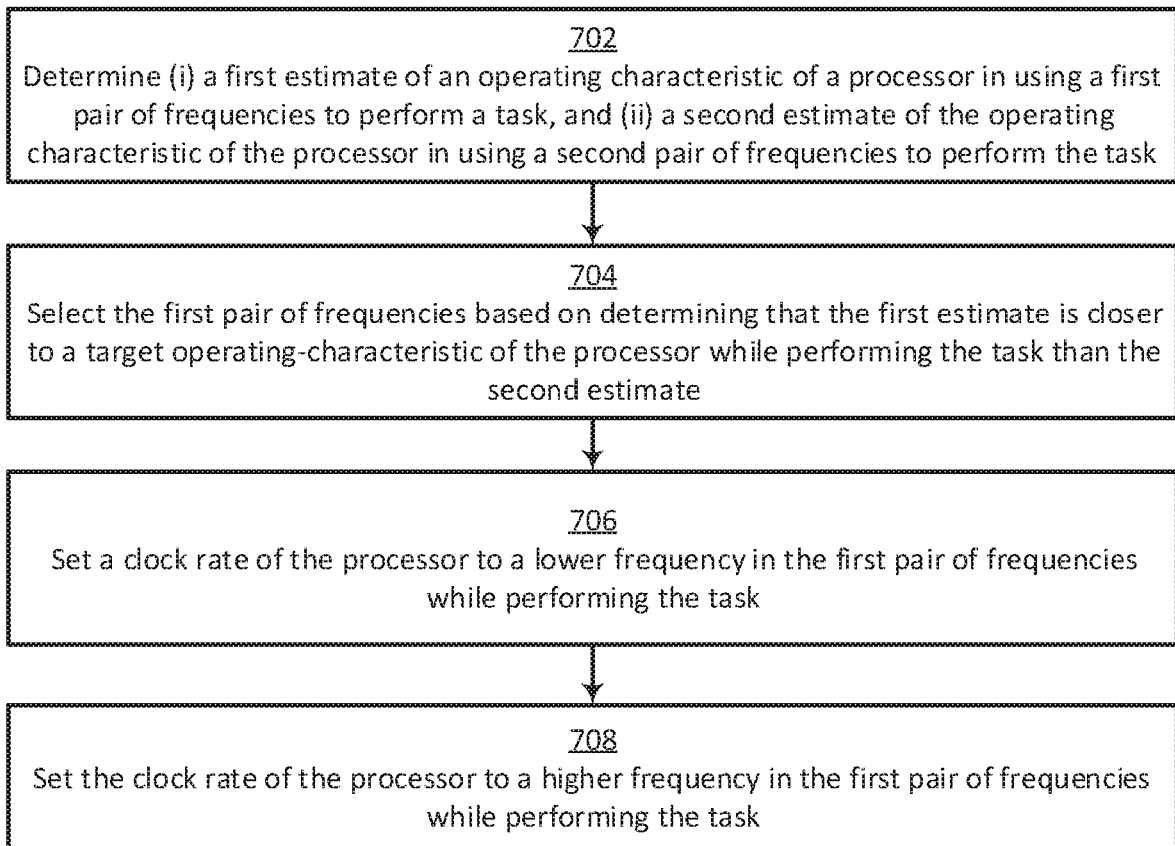 702
Determine (i) a first estimate of an operating characteristic of a processor in using a first
pair of frequencies to perform a task, and (ii) a second estimate of the operating
characteristic of the processor in using a second pair of frequencies to perform the task
704
Select the first pair of frequencies based on determining that the first estimate is closer
to a target operating-characteristic of the processor while performing the task than the
second estimate
706
Set a clock rate of the processor to a lower frequency in the first pair of frequencies
while performing the task
708
Set the clock rate of the processor to a higher frequency in the first pair of frequencies
while performing the task